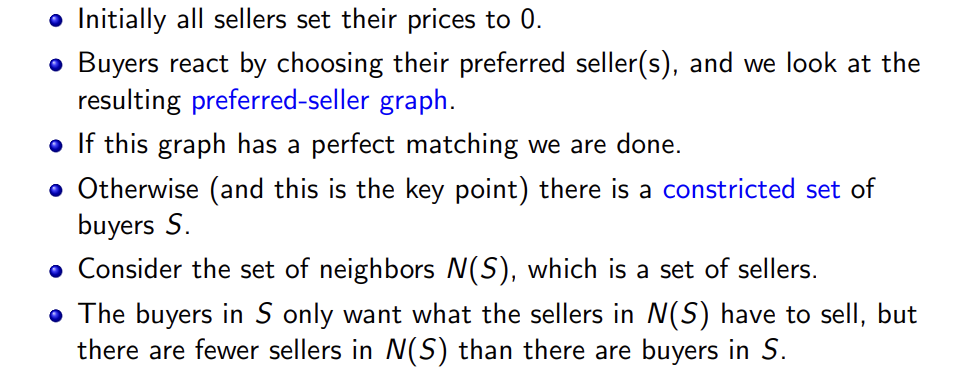 Initially all sellers set their prices to 0.
Buyers react by choosing their preferred seller(s), and we look at the
resulting preferred-seller graph.
If this graph has a perfect matching we are done.
Otherwise (and this is the key point) there is a constricted set of
buyers S.
Consider the set of neighbors N(S), which is a set of sellers.
The buyers in S only want what the sellers in N(S) have to sell, but
there are fewer sellers in N(S) than there are buyers in S.